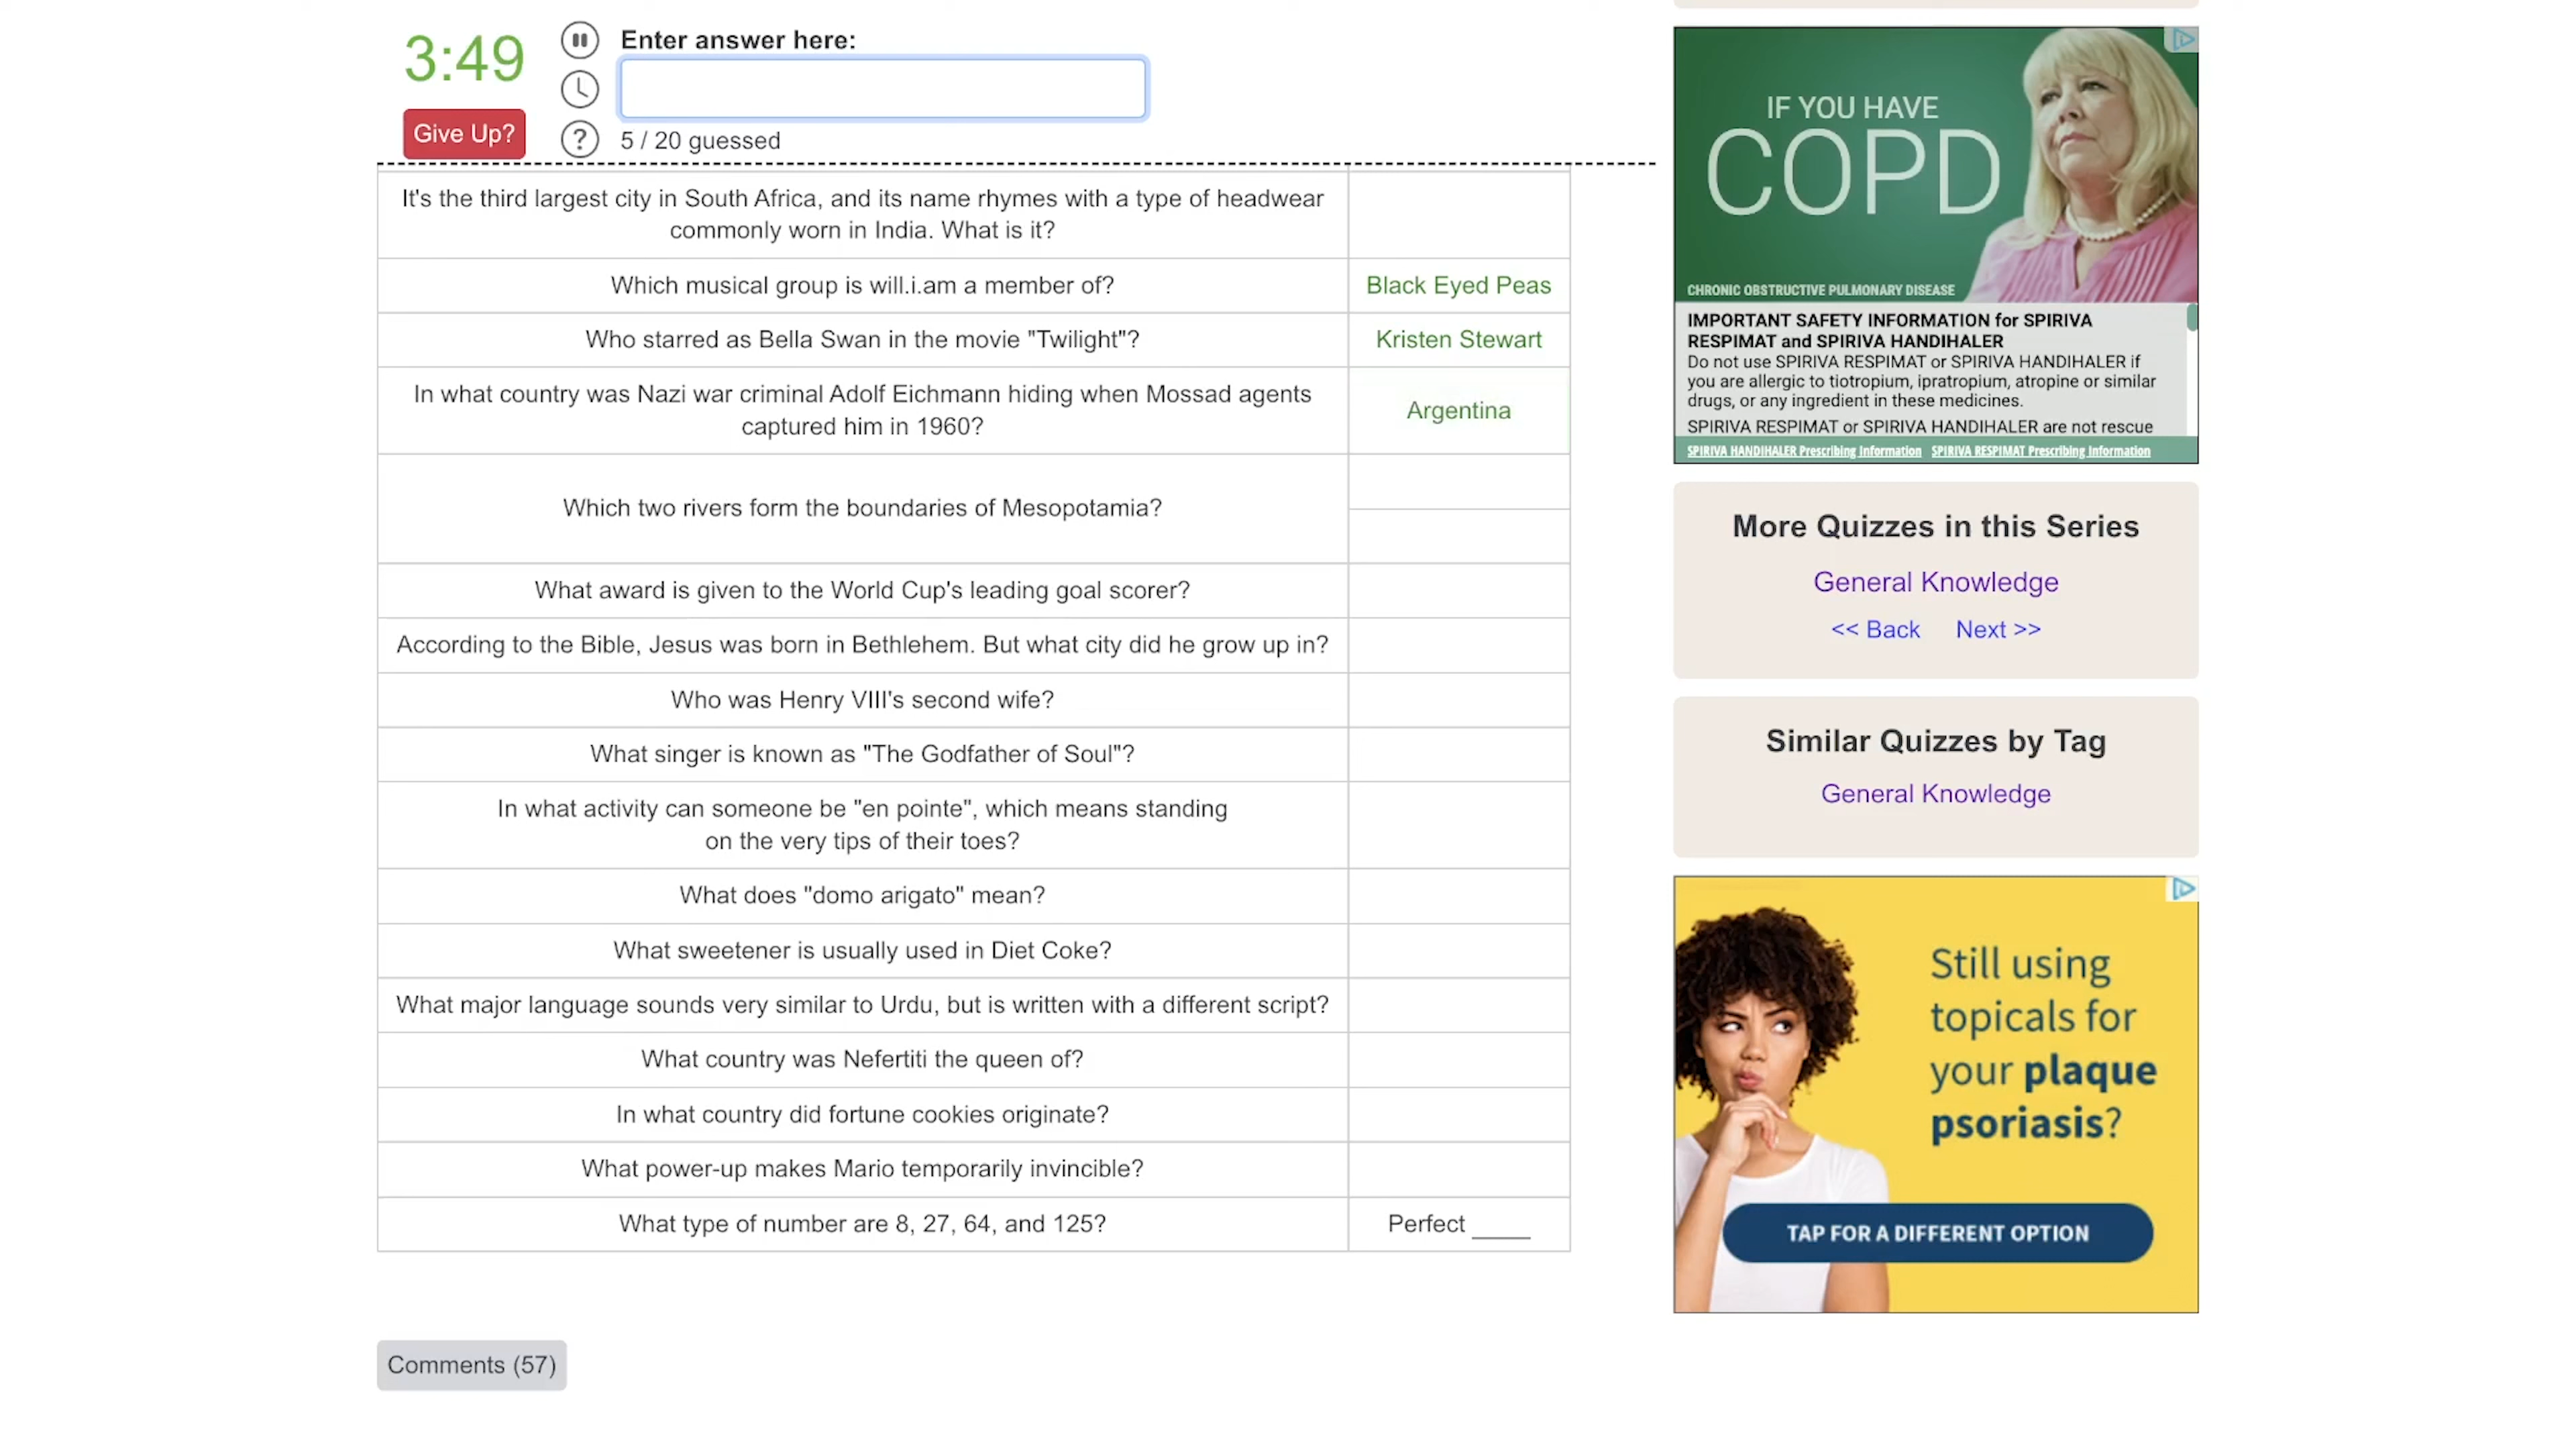 3:49
Give Up?
Enter answer here:
5 / 20 guessed
It's the third largest city in South Africa, and its name rhymes with a type of headwear
commonly worn in India. What is it?
Which musical group is will.i.am a member of?
Black Eyed Peas
Who starred as Bella Swan in the movie "Twilight"?
Kristen Stewart
In what country was Nazi war criminal Adolf Eichmann hiding when Mossad agents
captured him in 1960?
Argentina
Which two rivers form the boundaries of Mesopotamia?
What award is given to the World Cup's leading goal scorer?
According to the Bible, Jesus was born in Bethlehem. But what city did he grow up in?
Who was Henry VIII's second wife?
What singer is known as "The Godfather of Soul"?
In what activity can someone be "en pointe", which means standing
on the very tips of their toes?
What does "domo arigato" mean?
What sweetener is usually used in Diet Coke?
What major language sounds very similar to Urdu, but is written with a different script?
What country was Nefertiti the queen of?
In what country did fortune cookies originate?
What power-up makes Mario temporarily invincible?
What type of number are 8, 27, 64, and 125?
Perfect ____
Comments (57)
IF YOU HAVE
COPD
CHRONIC OBSTRUCTIVE PULMONARY DISEASE
IMPORTANT SAFETY INFORMATION for SPIRIVA
RESPIMAT and SPIRIVA HANDIHALER
Do not use SPIRIVA RESPIMAT or SPIRIVA HANDIHALER if
you are allergic to tiotropium, ipratropium, atropine or similar
drugs, or any ingredient in these medicines.
SPIRIVA RESPIMAT or SPIRIVA HANDIHALER are not rescue
SPIRIVA HANDIHALER Prescribing Information SPIRIVA RESPIMAT Prescribing Information
More Quizzes in this Series
General Knowledge
<< Back Next >>
Similar Quizzes by Tag
General Knowledge
Still using
topicals for
your plaque
psoriasis?
TAP FOR A DIFFERENT OPTION